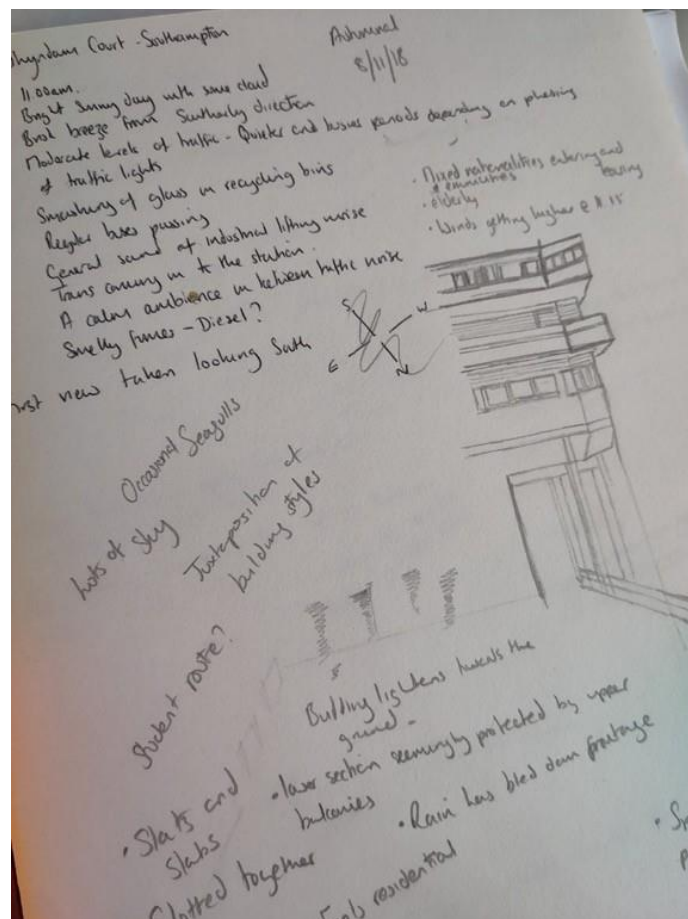 Whyndam Court - Southampton
Autumnal
8/11/18
11:00am.
Bright Sunny day with some cloud
Brisk breeze from Southerly direction
Moderate levels of traffic - Quieter and busier periods depending on phasing
of traffic lights
Smashing of glass in recycling bins
Regular buses passing
General sound of industrial lifting noise
Trains coming in to the station.
A calm ambience in between traffic noise
Smelly fumes - Diesel?
First view taken looking South
• Mixed nationalities entering and leaving
& ethnicities
• elderly
• Winds getting higher @ 11.15
S
W
E
N
Occasional Seagulls
Lots of Sky
Juxtaposition of
building styles
Student route?
Building lightens towards the
ground -
• lower section seemingly protected by upper
balconies
• Slats and
Slabs
Slotted together
• Rain has bled down frontage
Feels residential